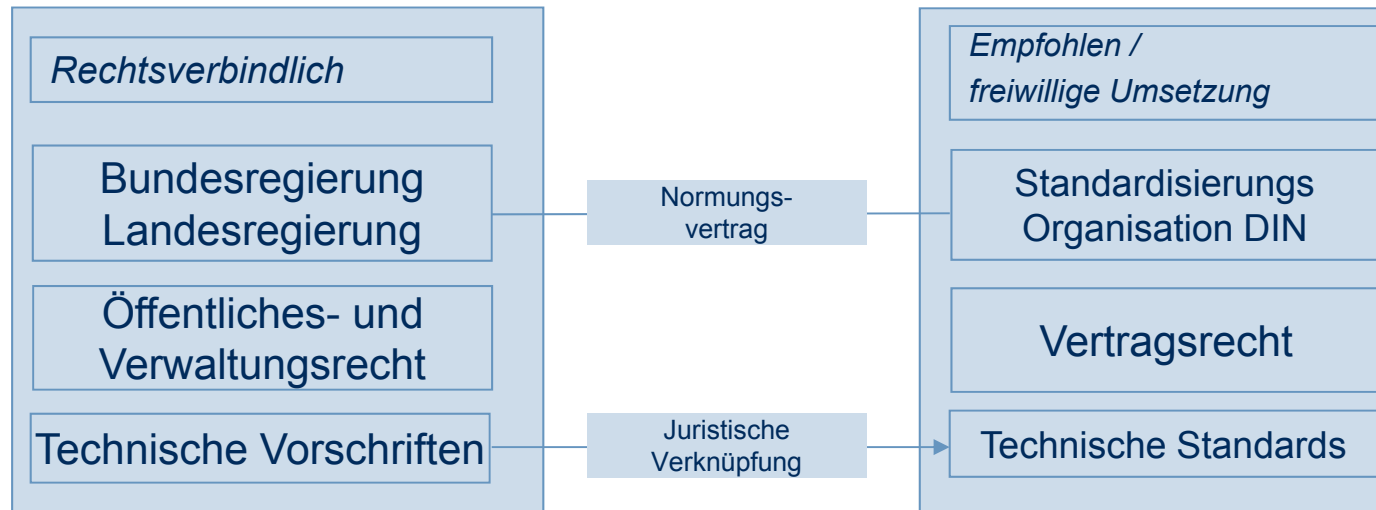 Rechtsverbindlich
Bundesregierung
Landesregierung
Öffentliches- und
Verwaltungsrecht
Technische Vorschriften
Normungs-
vertrag
Juristische
Verknüpfung
Empfohlen /
freiwillige Umsetzung
Standardisierungs
Organisation DIN
Vertragsrecht
Technische Standards